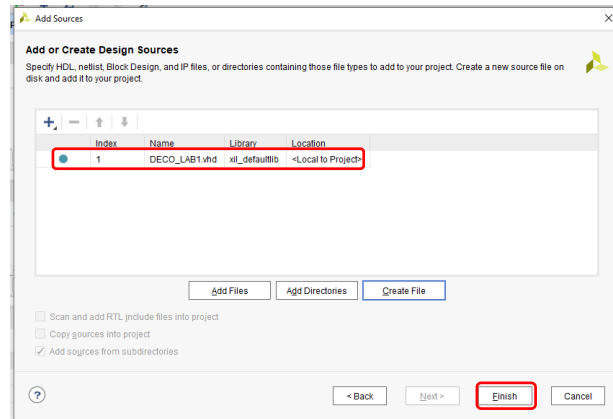 Add Sources
Add or Create Design Sources
Specify HDL, netlist, Block Design, and IP files, or directories containing those file types to add to your project. Create a new source file on
disk and add it to your project.
Index Name Library Location
1 DECO_LAB1.vhd xil_defaultlib <Local to Project>
Add Files Add Directories Create File
Scan and add RTL include files into project
Copy sources into project
Add sources from subdirectories
? < Back Next > Finish Cancel